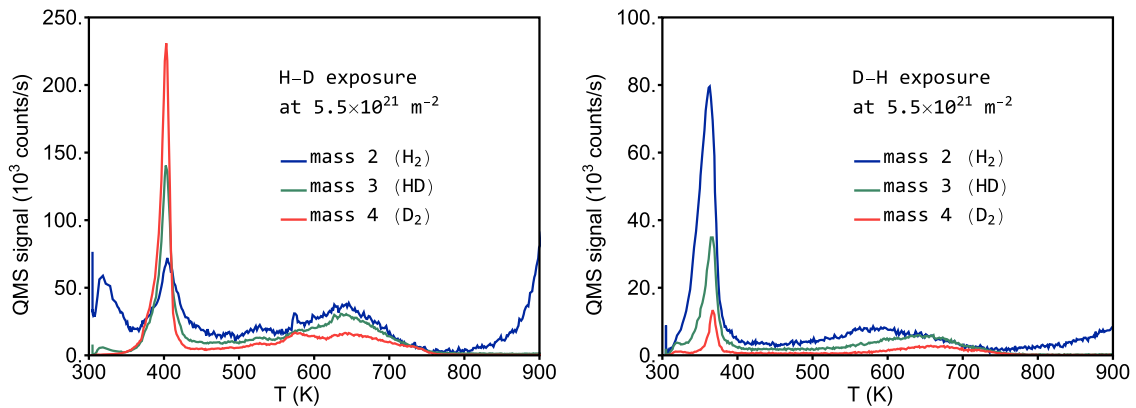 250.
200.
150.
100.
50.
0.
300
400
500
600
700
800
900
QMS signal (10³ counts/s)
T (K)
H–D exposure
at 5.5×10²¹ m⁻²
mass 2 (H₂)
mass 3 (HD)
mass 4 (D₂)
100.
80.
60.
40.
20.
0.
300
400
500
600
700
800
900
QMS signal (10³ counts/s)
T (K)
D–H exposure
at 5.5×10²¹ m⁻²
mass 2 (H₂)
mass 3 (HD)
mass 4 (D₂)